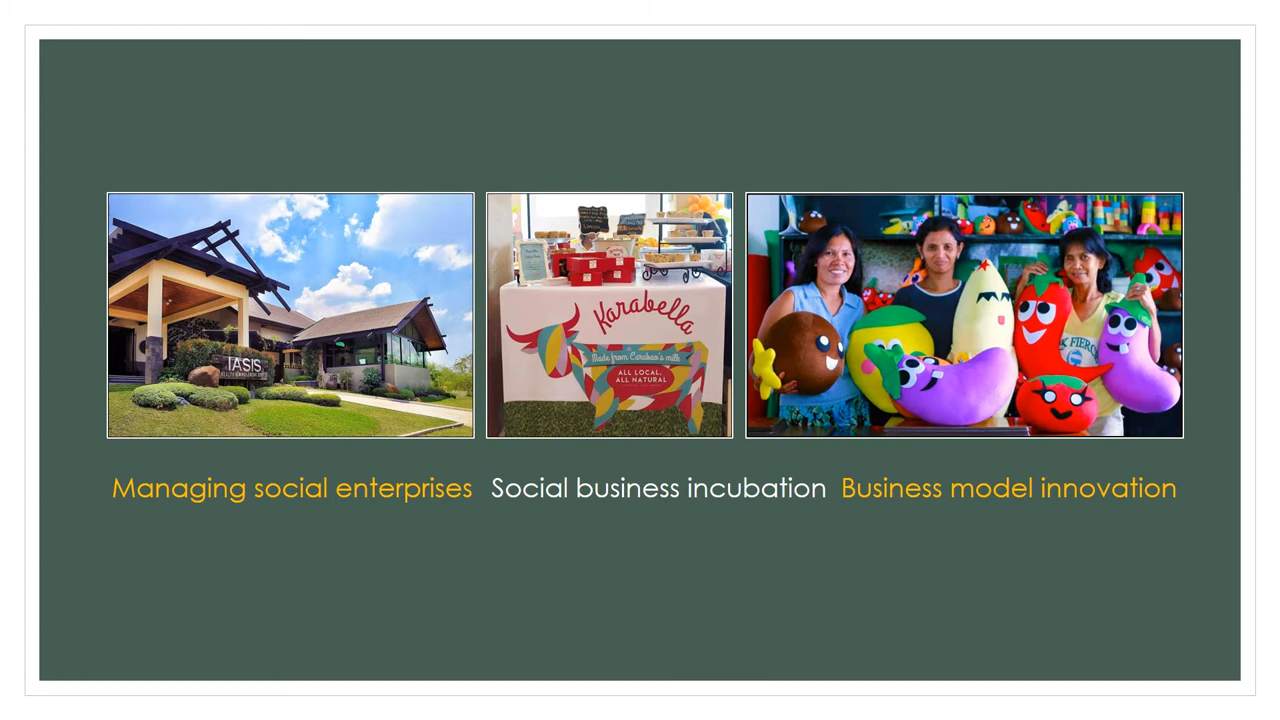 IASIS
Karabella
Made from Carabao's milk
ALL LOCAL,
ALL NATURAL
K FIERO
Managing social enterprises Social business incubation Business model innovation